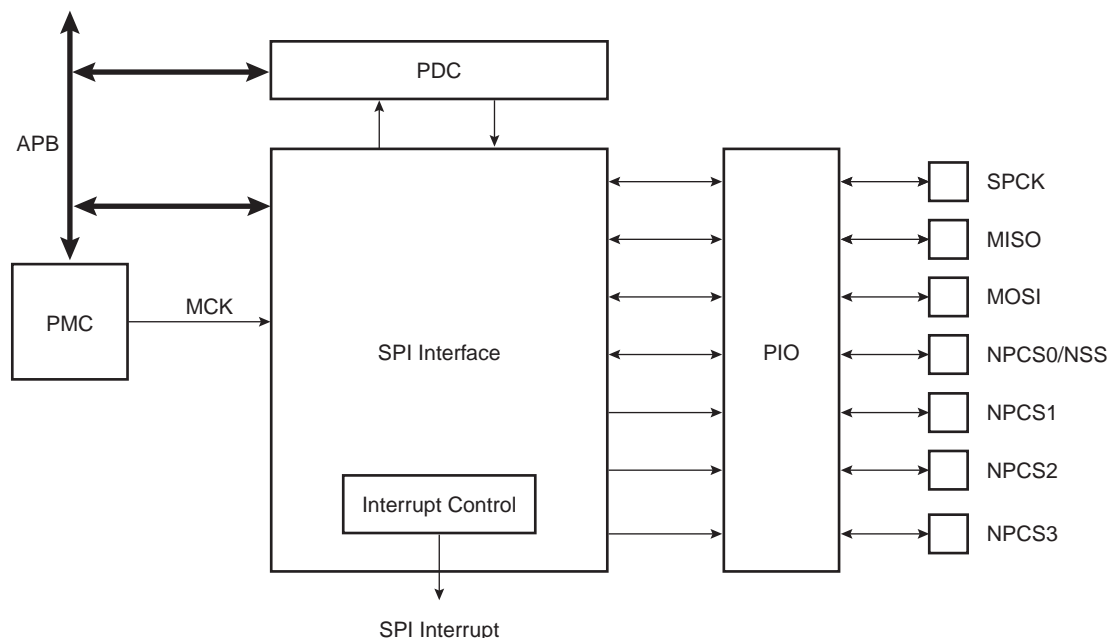 PDC
APB
SPCK
MISO
MOSI
PMC
MCK
SPI Interface
PIO
NPCS0/NSS
NPCS1
NPCS2
Interrupt Control
NPCS3
SPI Interrupt